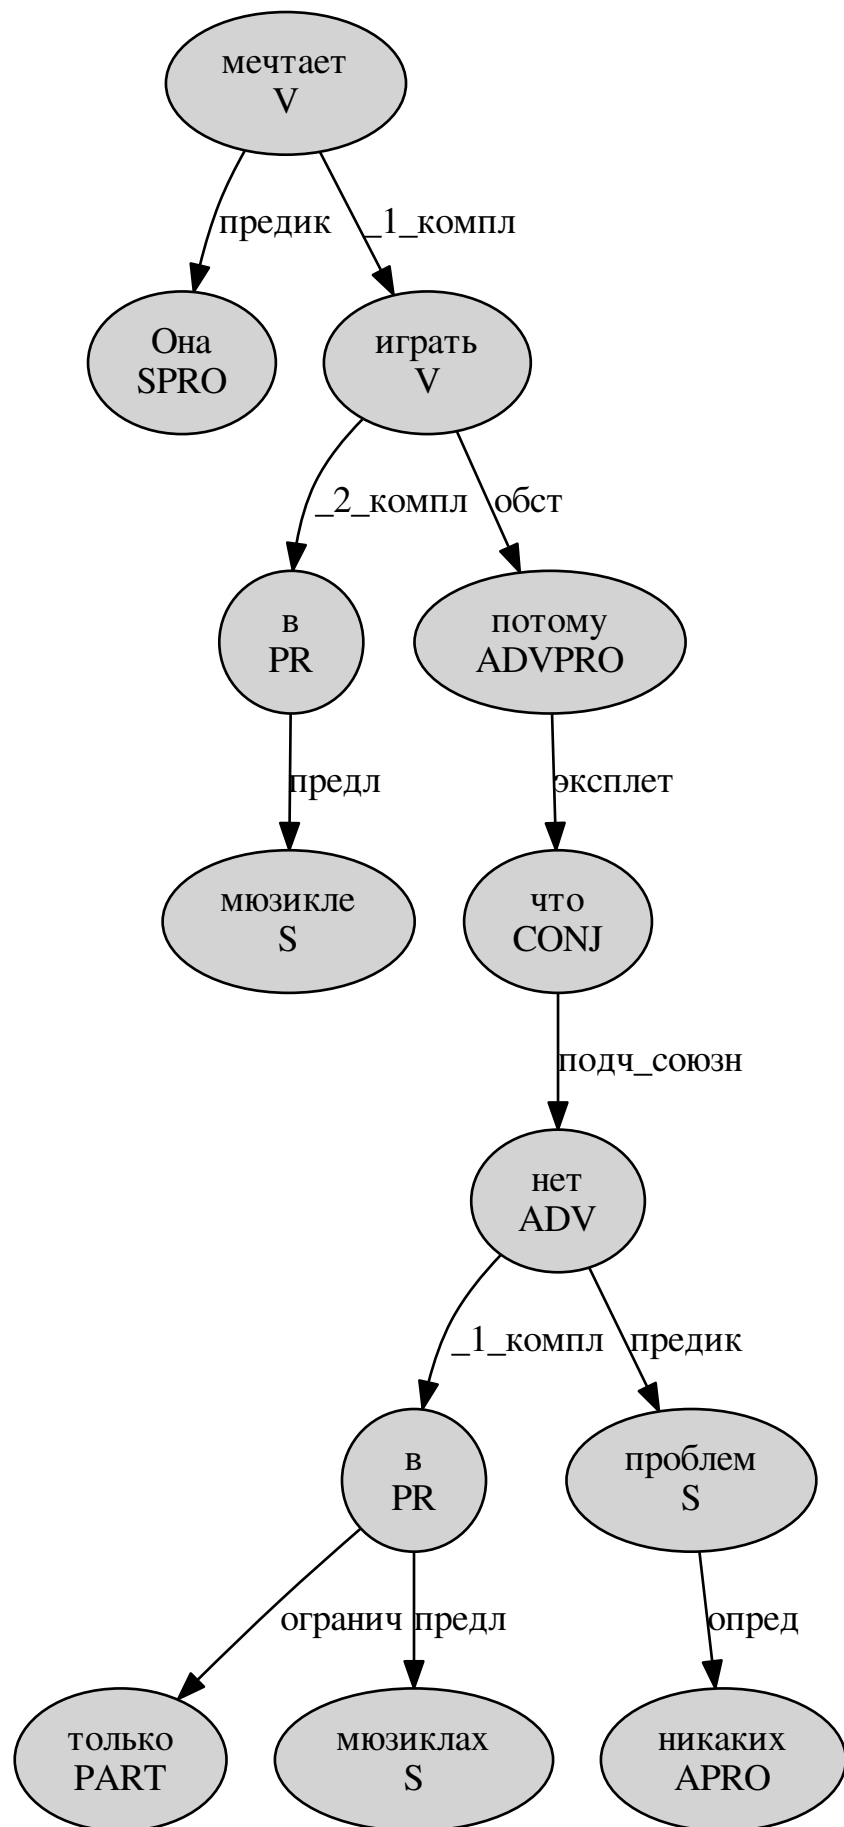 мечтает
V
предик
_1_компл
Она
SPRO
играть
V
_2_компл
обст
в
PR
потому
ADVPRO
предл
эксплет
мюзикле
S
что
CONJ
подч_союзн
нет
ADV
_1_компл
предик
в
PR
проблем
S
огранич
предл
опред
только
PART
мюзиклах
S
никаких
APRO